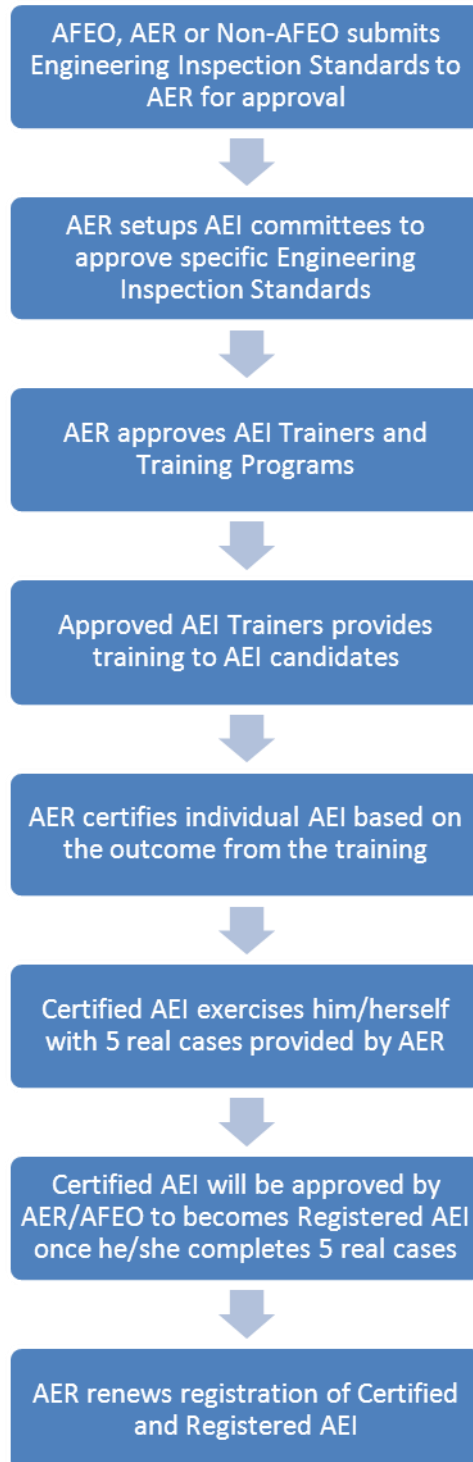 AFEO, AER or Non-AFEO submits
Engineering Inspection Standards to
AER for approval
AER setups AEI committees to
approve specific Engineering
Inspection Standards
AER approves AEI Trainers and
Training Programs
Approved AEI Trainers provides
training to AEI candidates
AER certifies individual AEI based on
the outcome from the training
Certified AEI exercises him/herself
with 5 real cases provided by AER
Certified AEI will be approved by
AER/AFEO to becomes Registered AEI
once he/she completes 5 real cases
AER renews registration of Certified
and Registered AEI